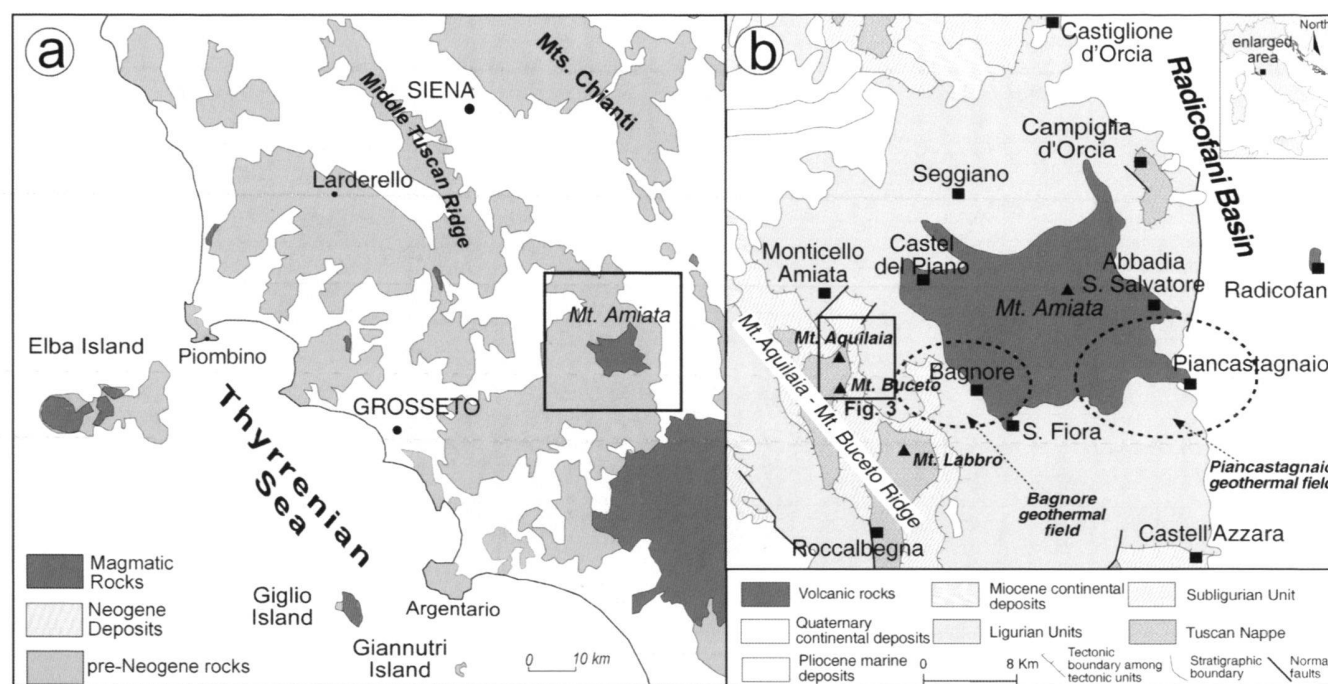 a
SIENA
Mts. Chianti
Middle Tuscan Ridge
Larderello
Mt. Amiata
Elba Island
Piombino
GROSSETO
Thyrrenian
Sea
Magmatic
Rocks
Neogene
Deposits
pre-Neogene rocks
Giglio
Island
Argentario
Giannutri
Island
0 10 km
b
Castiglione
d'Orcia
North
enlarged
area
Radicofani Basin
Campiglia
d'Orcia
Seggiano
Monticello
Amiata
Castel
del Piano
Abbadia
S. Salvatore
Mt. Amiata
Radicofan
Mt. Aquilaia
Mt. Buceto
Fig. 3
Mt. Aquilaia - Mt. Buceto Ridge
Bagnore
Piancastagnaio
S. Fiora
Mt. Labbro
Piancastagnaio
geothermal field
Bagnore
geothermal
field
Roccalbegna
Castell'Azzara
Volcanic rocks
Quaternary
continental deposits
Pliocene marine
deposits
Miocene continental
deposits
Ligurian Units
0 8 Km
Subligurian Unit
Tuscan Nappe
Tectonic
boundary among
tectonic units
Stratigraphic
boundary
Norma
faults